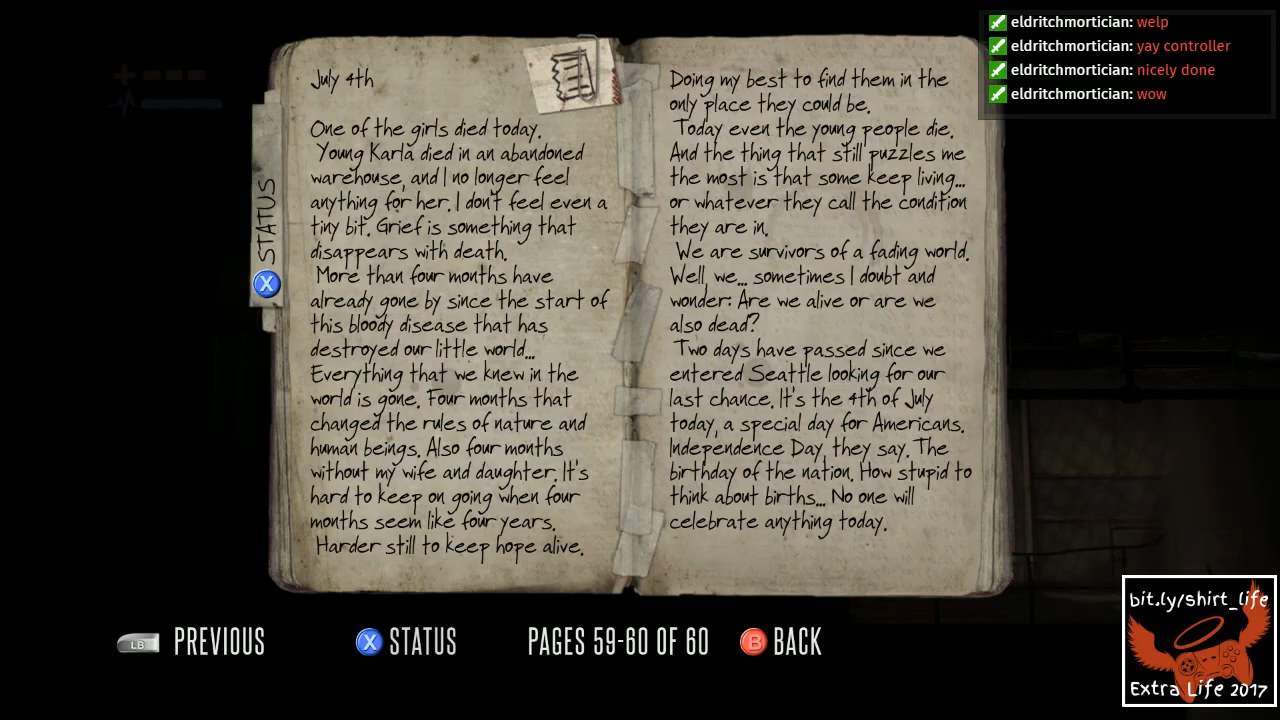 eldritchmortician: welp
eldritchmortician: yay controller
eldritchmortician: nicely done
eldritchmortician: wow
STATUS
X
July 4th
One of the girls died today.
Young Karla died in an abandoned
warehouse, and I no longer feel
anything for her. I don't feel even a
tiny bit. Grief is something that
disappears with death.
More than four months have
already gone by since the start of
this bloody disease that has
destroyed our little world...
Everything that we knew in the
world is gone. Four months that
changed the rules of nature and
human beings. Also four months
without my wife and daughter. It's
hard to keep on going when four
months seem like four years.
Harder still to keep hope alive.
Doing my best to find them in the
only place they could be.
Today even the young people die.
And the thing that still puzzles me
the most is that some keep living...
or whatever they call the condition
they are in.
We are survivors of a fading world.
Well, we... sometimes I doubt and
wonder: Are we alive or are we
also dead?
Two days have passed since we
entered Seattle looking for our
last chance. It's the 4th of July
today, a special day for Americans.
Independence Day, they say. The
birthday of the nation. How stupid to
think about births... No one will
celebrate anything today.
LB PREVIOUS
X STATUS
PAGES 59-60 OF 60
B BACK
bit.ly/shirt_life
Extra Life 2017